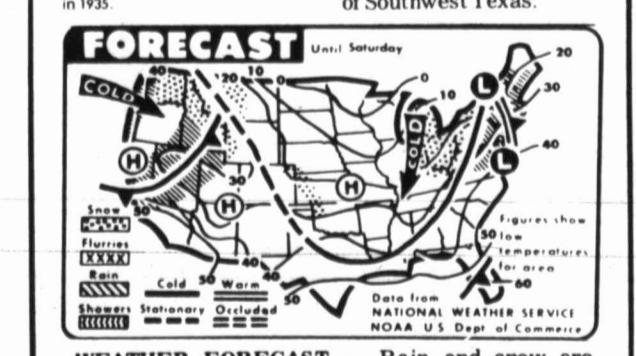 in 1935.
of Southwest Texas.
FORECAST
Until Saturday
40
20
10
0
0
20
COLD
10
L
30
COLD
H
L
40
30
H
H
50
Snow
Figures show
50 low
Flurries
temperatures
40
for area
Rain
50
Cold
40
Warm
60
50
Data from
Showers
Stationary
Occluded
NATIONAL WEATHER SERVICE
NOAA US Dept of Commerce
WEATHER FORECAST
Rain and snow are